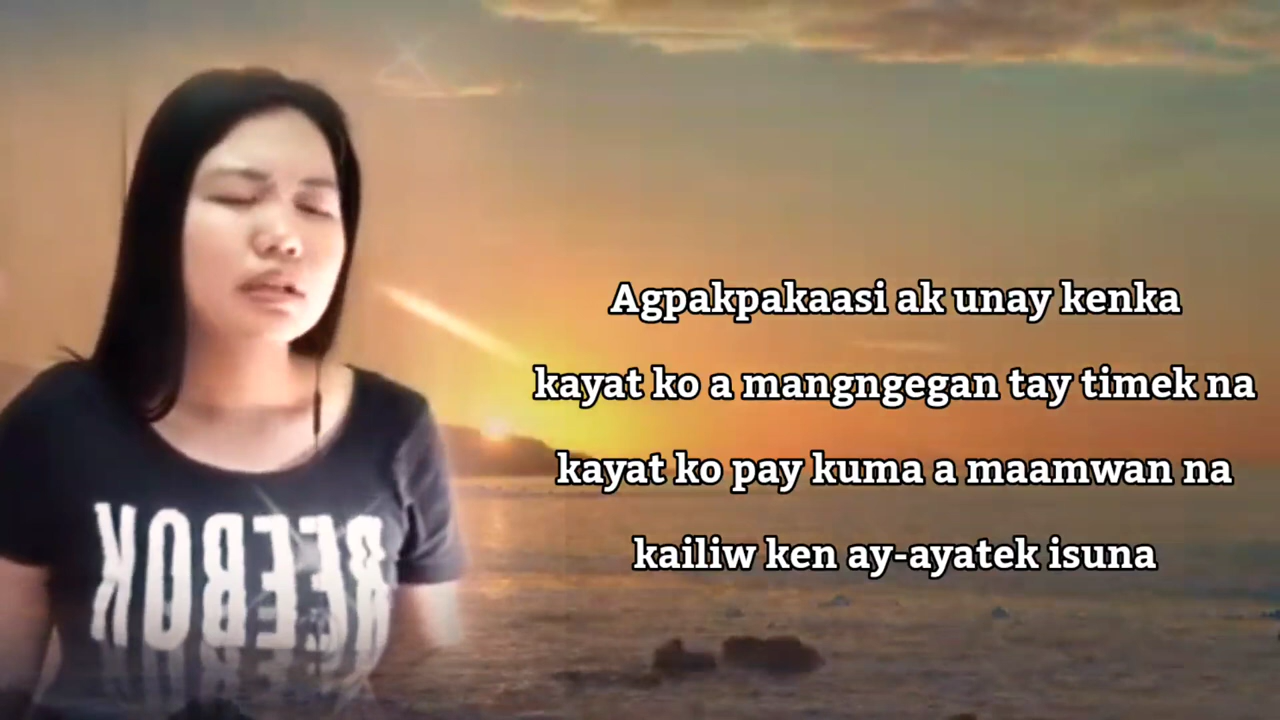 Agpakpakaasi ak unay kenka
kayat ko a mangngegan tay timek na
kayat ko pay kuma a maamwan na
kailiw ken ay-ayatek isuna
REEBOK